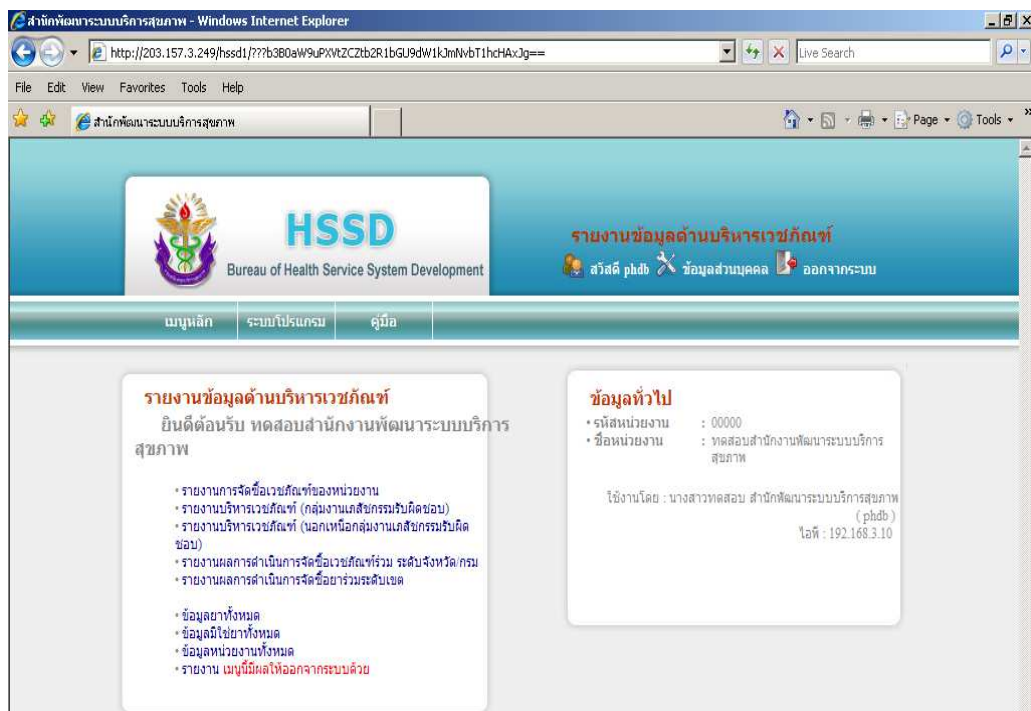 สำนักพัฒนาระบบบริการสุขภาพ - Windows Internet Explorer
http://203.157.3.249/hssd1/???b3B0aW9uPXVtZCZtb2R1bGU9dW1kJmNvbT1hcHAxJg==
Live Search
File Edit View Favorites Tools Help
สำนักพัฒนาระบบบริการสุขภาพ
Page Tools
HSSD
Bureau of Health Service System Development
รายงานข้อมูลด้านบริหารเวชภัณฑ์
สวัสดี phdb ข้อมูลส่วนบุคคล ออกจากระบบ
เมนูหลัก ระบบโปรแกรม คู่มือ
รายงานข้อมูลด้านบริหารเวชภัณฑ์
ยินดีต้อนรับ ทดสอบสำนักงานพัฒนาระบบบริการ
สุขภาพ
• รายงานการจัดซื้อเวชภัณฑ์ของหน่วยงาน
• รายงานบริหารเวชภัณฑ์ (กลุ่มงานเภสัชกรรมรับผิดชอบ)
• รายงานบริหารเวชภัณฑ์ (นอกเหนือกลุ่มงานเภสัชกรรมรับผิด
ชอบ)
• รายงานผลการดำเนินการจัดซื้อเวชภัณฑ์ร่วม ระดับจังหวัด/กรม
• รายงานผลการดำเนินการจัดซื้อยาร่วมระดับเขต
• ข้อมูลยาทั้งหมด
• ข้อมูลมิใช่ยาทั้งหมด
• ข้อมูลหน่วยงานทั้งหมด
• รายงาน เมนูนี้มีผลให้ออกจากระบบด้วย
ข้อมูลทั่วไป
• รหัสหน่วยงาน : 00000
• ชื่อหน่วยงาน : ทดสอบสำนักงานพัฒนาระบบบริการ
สุขภาพ
ใช้งานโดย : นางสาวทดสอบ สำนักพัฒนาระบบบริการสุขภาพ
( phdb )
ไอพี : 192.168.3.10